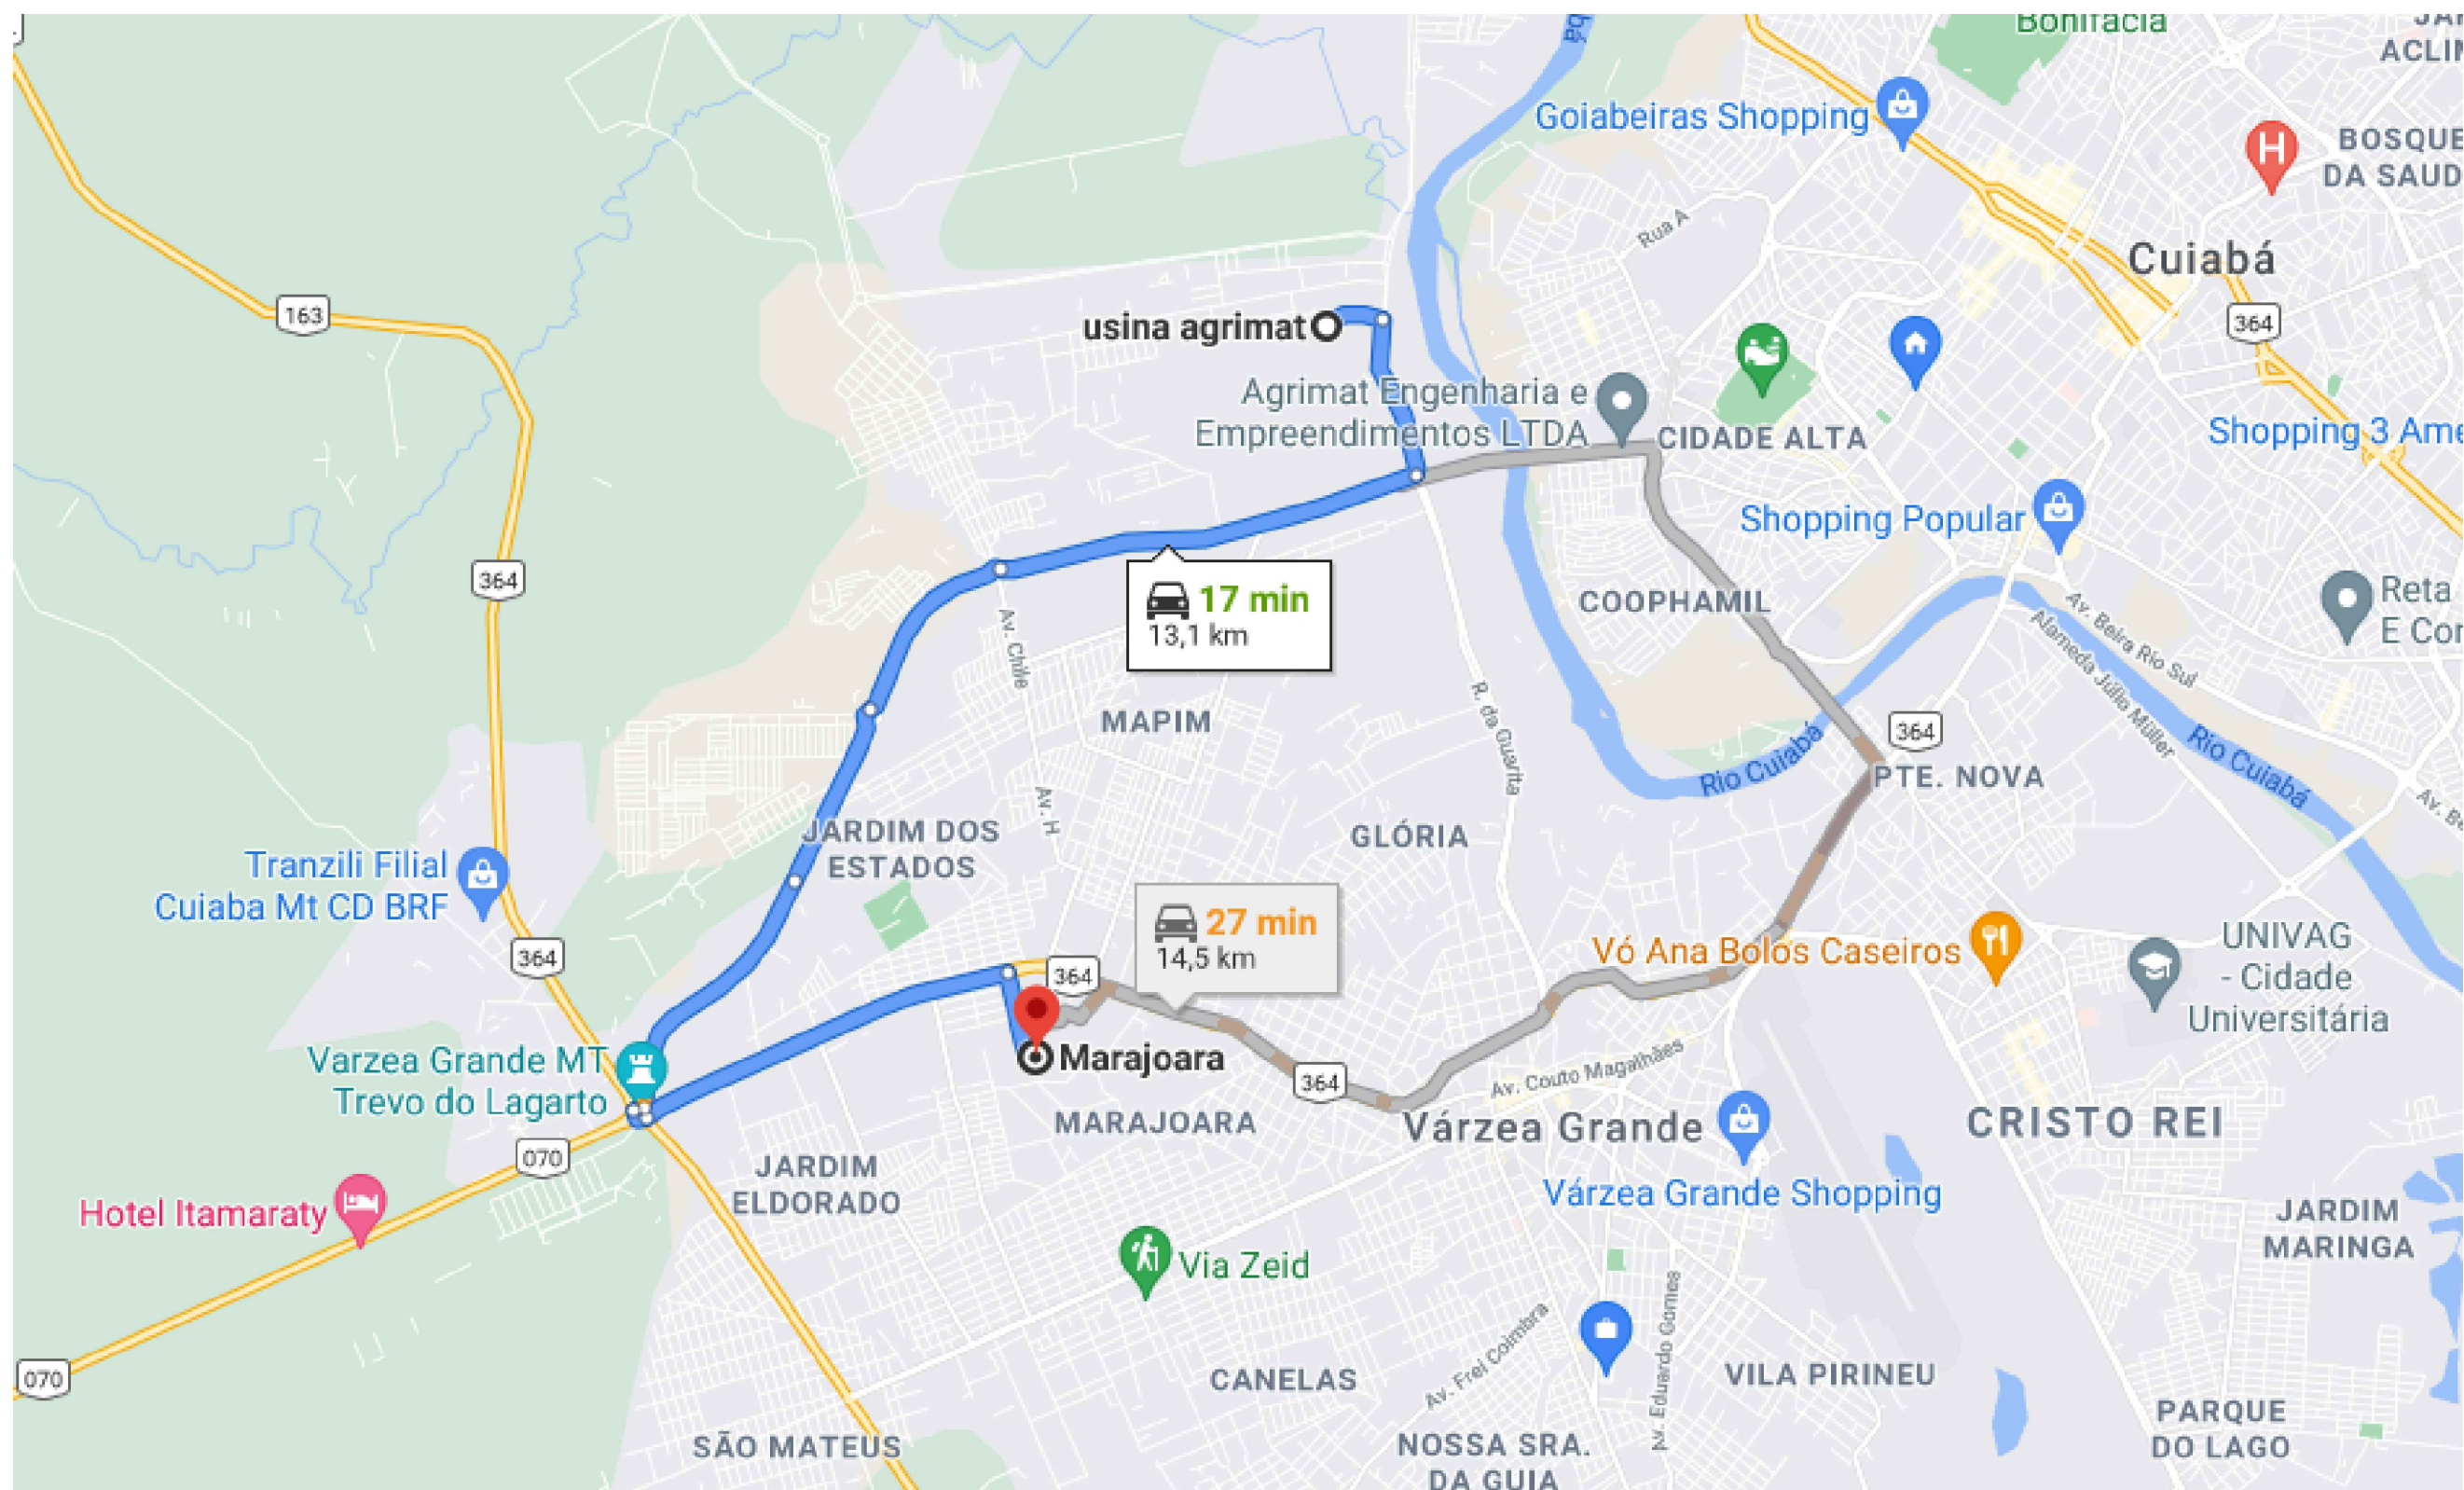 Bonifácia
ACLIM
Goiabeiras Shopping
BOSQUE
DA SAUD
H
Rua A
Cuiabá
163
364
usina agrimat
Agrimat Engenharia e
Empreendimentos LTDA
CIDADE ALTA
Shopping 3 Amé
Shopping Popular
364
17 min
13,1 km
COOPHAMIL
Reta
E Cor
Av. Beira Rio Sul
Alameda Júlio Müller
Av. Chile
MAPIM
R. da Guarita
364
Rio Cuiabá
Rio Cuiabá
PTE. NOVA
Av. H
JARDIM DOS
ESTADOS
GLÓRIA
Tranzili Filial
Cuiaba Mt CD BRF
27 min
14,5 km
364
364
Vó Ana Bolos Caseiros
UNIVAG
- Cidade
Universitária
Varzea Grande MT
Trevo do Lagarto
Marajoara
364
Av. Couto Magalhães
MARAJOARA
Várzea Grande
CRISTO REI
070
JARDIM
ELDORADO
Hotel Itamaraty
Várzea Grande Shopping
JARDIM
MARINGA
Via Zeid
070
CANELAS
Av. Frei Coimbra
Av. Eduardo Gomes
VILA PIRINEU
PARQUE
DO LAGO
SÃO MATEUS
NOSSA SRA.
DA GUIA